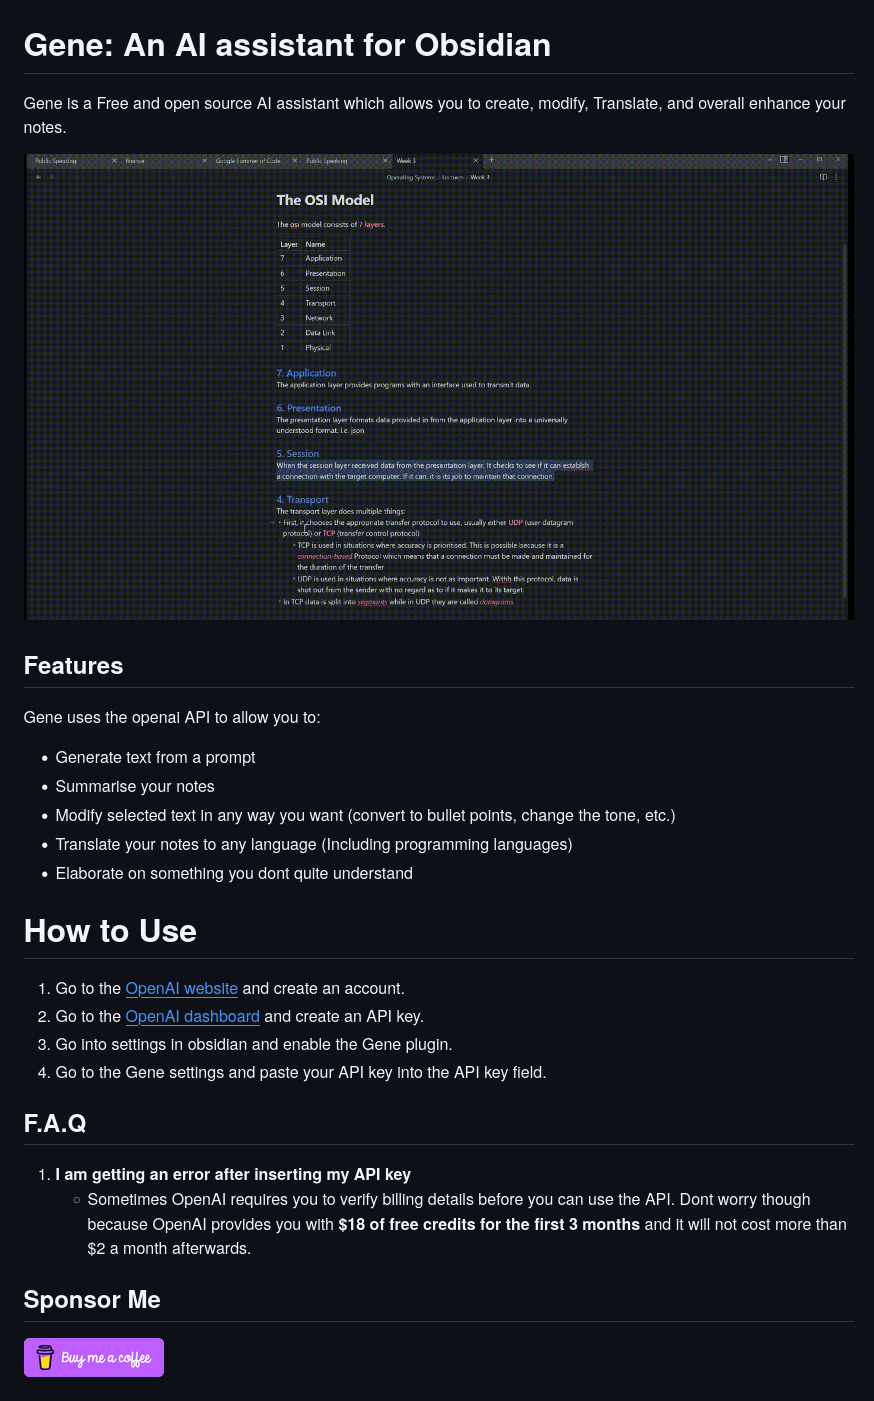 Gene: An AI assistant for Obsidian
Gene is a Free and open source AI assistant which allows you to create, modify, Translate, and overall enhance your
notes.
Public Speaking
Finance
Google Summer of Code
Public Speaking
Week 3
Operating Systems / Lectures / Week 3
The OSI Model
The osi model consists of 7 layers.
Layer Name
7 Application
6 Presentation
5 Session
4 Transport
3 Network
2 Data Link
1 Physical
7. Application
The application layer provides programs with an interface used to transmit data
6. Presentation
The presentation layer formats data provided in from the application layer into a universally
understood format. i.e. json
5. Session
When the session layer received data from the presentation layer. It checks to see if it can establish
a connection with the target computer. If it can, it is its job to maintain that connection.
4. Transport
The transport layer does multiple things:
First, it chooses the appropriate transfer protocol to use, usually either UDP (user datagram
protocol) or TCP (transfer control protocol)
TCP is used in situations where accuracy is prioritised. This is possible because it is a
connection-based Protocol which means that a connection must be made and maintained for
the duration of the transfer
UDP is used in situations where accuracy is not as important. Withh this protocol, data is
shot out from the sender with no regard as to if it makes it to its target.
In TCP data is split into segmants while in UDP they are called datagrams
Features
Gene uses the openai API to allow you to:
• Generate text from a prompt
• Summarise your notes
• Modify selected text in any way you want (convert to bullet points, change the tone, etc.)
• Translate your notes to any language (Including programming languages)
• Elaborate on something you dont quite understand
How to Use
1. Go to the OpenAI website and create an account.
2. Go to the OpenAI dashboard and create an API key.
3. Go into settings in obsidian and enable the Gene plugin.
4. Go to the Gene settings and paste your API key into the API key field.
F.A.Q
1. I am getting an error after inserting my API key
○ Sometimes OpenAI requires you to verify billing details before you can use the API. Dont worry though
because OpenAI provides you with $18 of free credits for the first 3 months and it will not cost more than
$2 a month afterwards.
Sponsor Me
Buy me a coffee